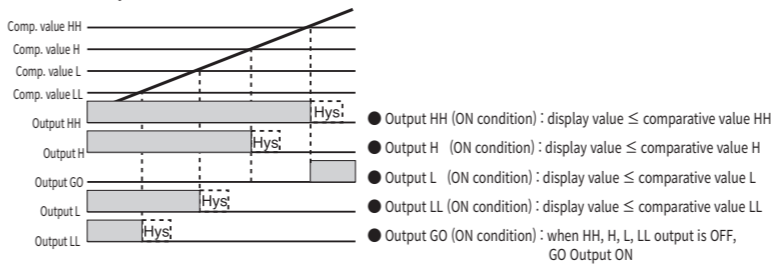 Comp. value HH
Comp. value H
Comp. value L
Comp. value LL
Output HH
Hys
Output H
Hys
Output GO
Output L
Hys
Output LL
Hys
● Output HH (ON condition) : display value ≤ comparative value HH
● Output H (ON condition) : display value ≤ comparative value H
● Output L (ON condition) : display value ≤ comparative value L
● Output LL (ON condition) : display value ≤ comparative value LL
● Output GO (ON condition) : when HH, H, L, LL output is OFF,
GO Output ON